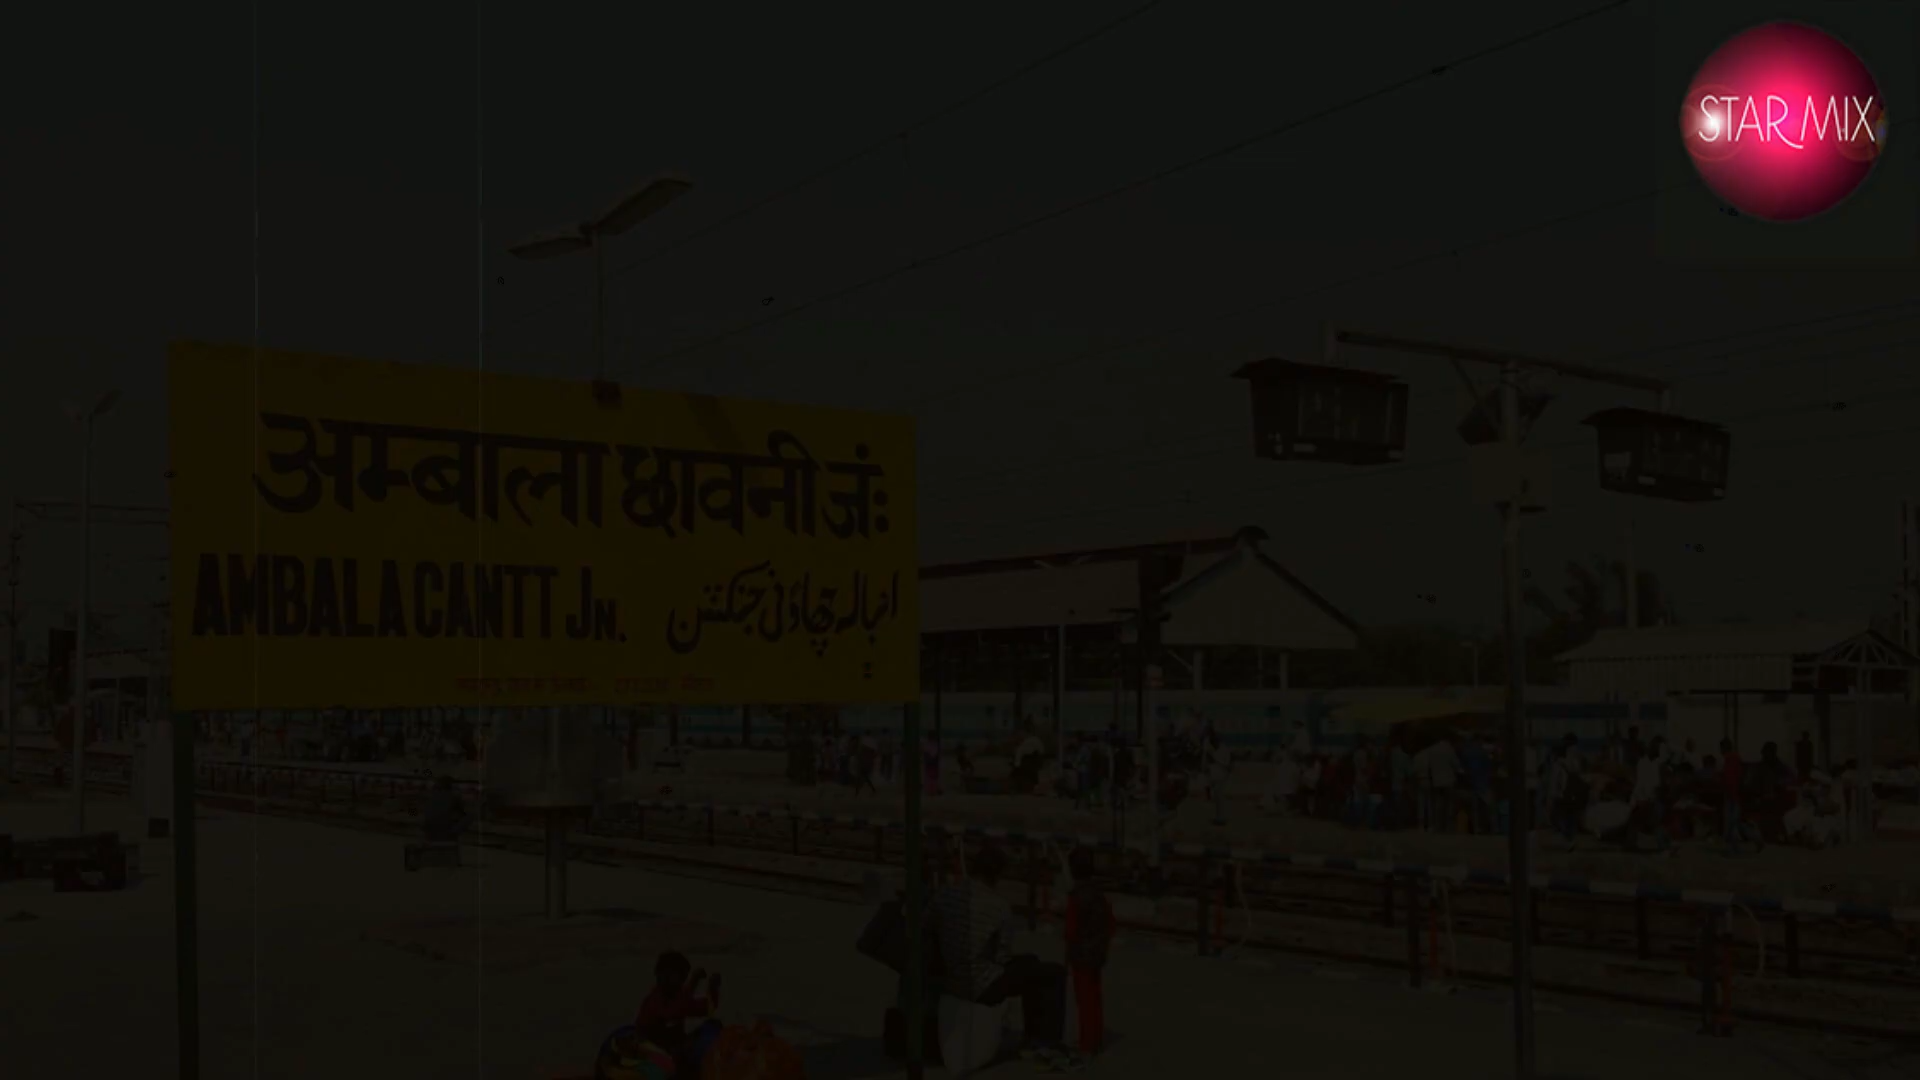 STAR MIX
अम्बाला छावनी जं:
AMBALA CANTT JN.
انبالہ چھاؤنی جنکشن